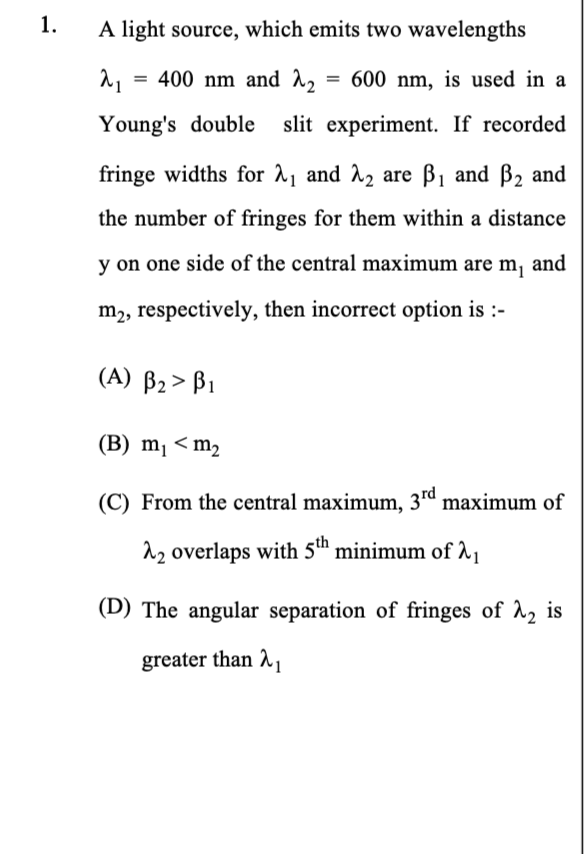 1. A light source, which emits two wavelengths
λ₁ = 400 nm and λ₂ = 600 nm, is used in a
Young's double slit experiment. If recorded
fringe widths for λ₁ and λ₂ are β₁ and β₂ and
the number of fringes for them within a distance
y on one side of the central maximum are m₁ and
m₂, respectively, then incorrect option is :-
(A) β₂ > β₁
(B) m₁ < m₂
(C) From the central maximum, 3ʳᵈ maximum of
λ₂ overlaps with 5ᵗʰ minimum of λ₁
(D) The angular separation of fringes of λ₂ is
greater than λ₁